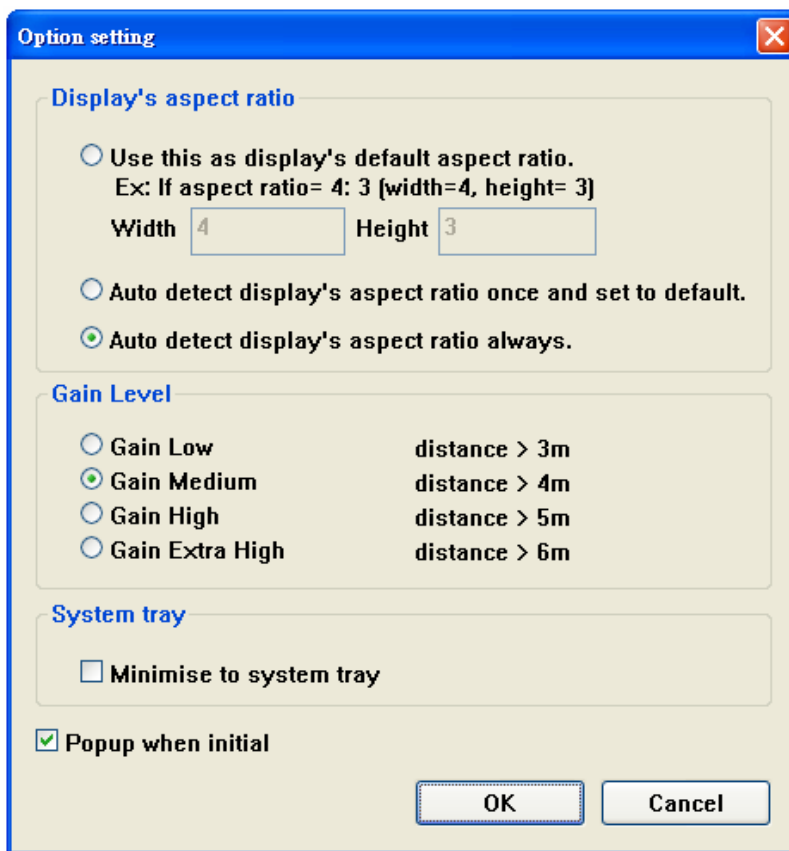 Option setting
Display's aspect ratio
Use this as display's default aspect ratio.
Ex: If aspect ratio= 4: 3 (width=4, height= 3)
Width 4 Height 3
Auto detect display's aspect ratio once and set to default.
Auto detect display's aspect ratio always.
Gain Level
Gain Low distance > 3m
Gain Medium distance > 4m
Gain High distance > 5m
Gain Extra High distance > 6m
System tray
Minimise to system tray
Popup when initial
OK Cancel